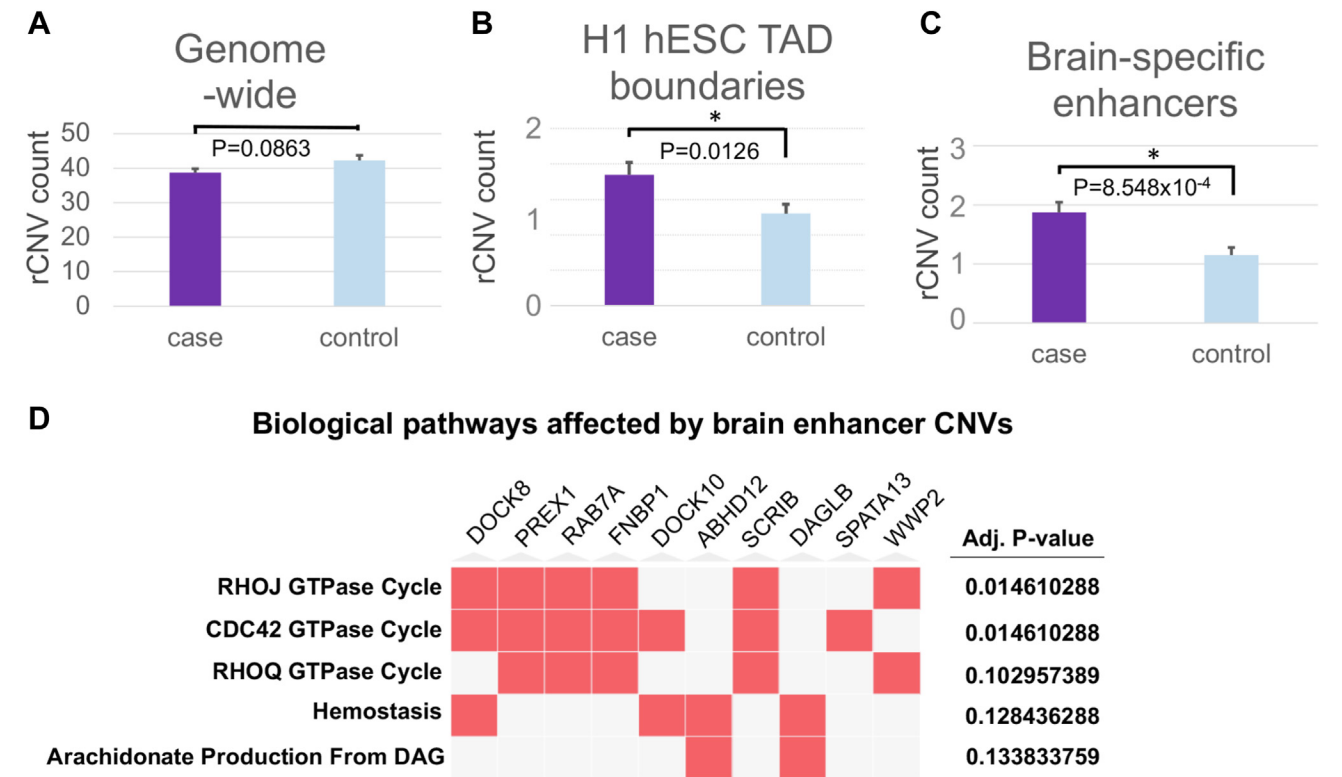 A
Genome
-wide
rCNV count
50
40
30
20
10
0
P=0.0863
case
control
B
H1 hESC TAD
boundaries
rCNV count
2
1
0
*
P=0.0126
case
control
C
Brain-specific
enhancers
rCNV count
3
2
1
0
*
P=8.548x10⁻⁴
case
control
D
Biological pathways affected by brain enhancer CNVs
DOCK8
PREX1
RAB7A
FNBP1
DOCK10
ABHD12
SCRIB
DAGLB
SPATA13
WWP2
Adj. P-value
RHOJ GTPase Cycle 0.014610288
CDC42 GTPase Cycle 0.014610288
RHOQ GTPase Cycle 0.102957389
Hemostasis 0.128436288
Arachidonate Production From DAG 0.133833759